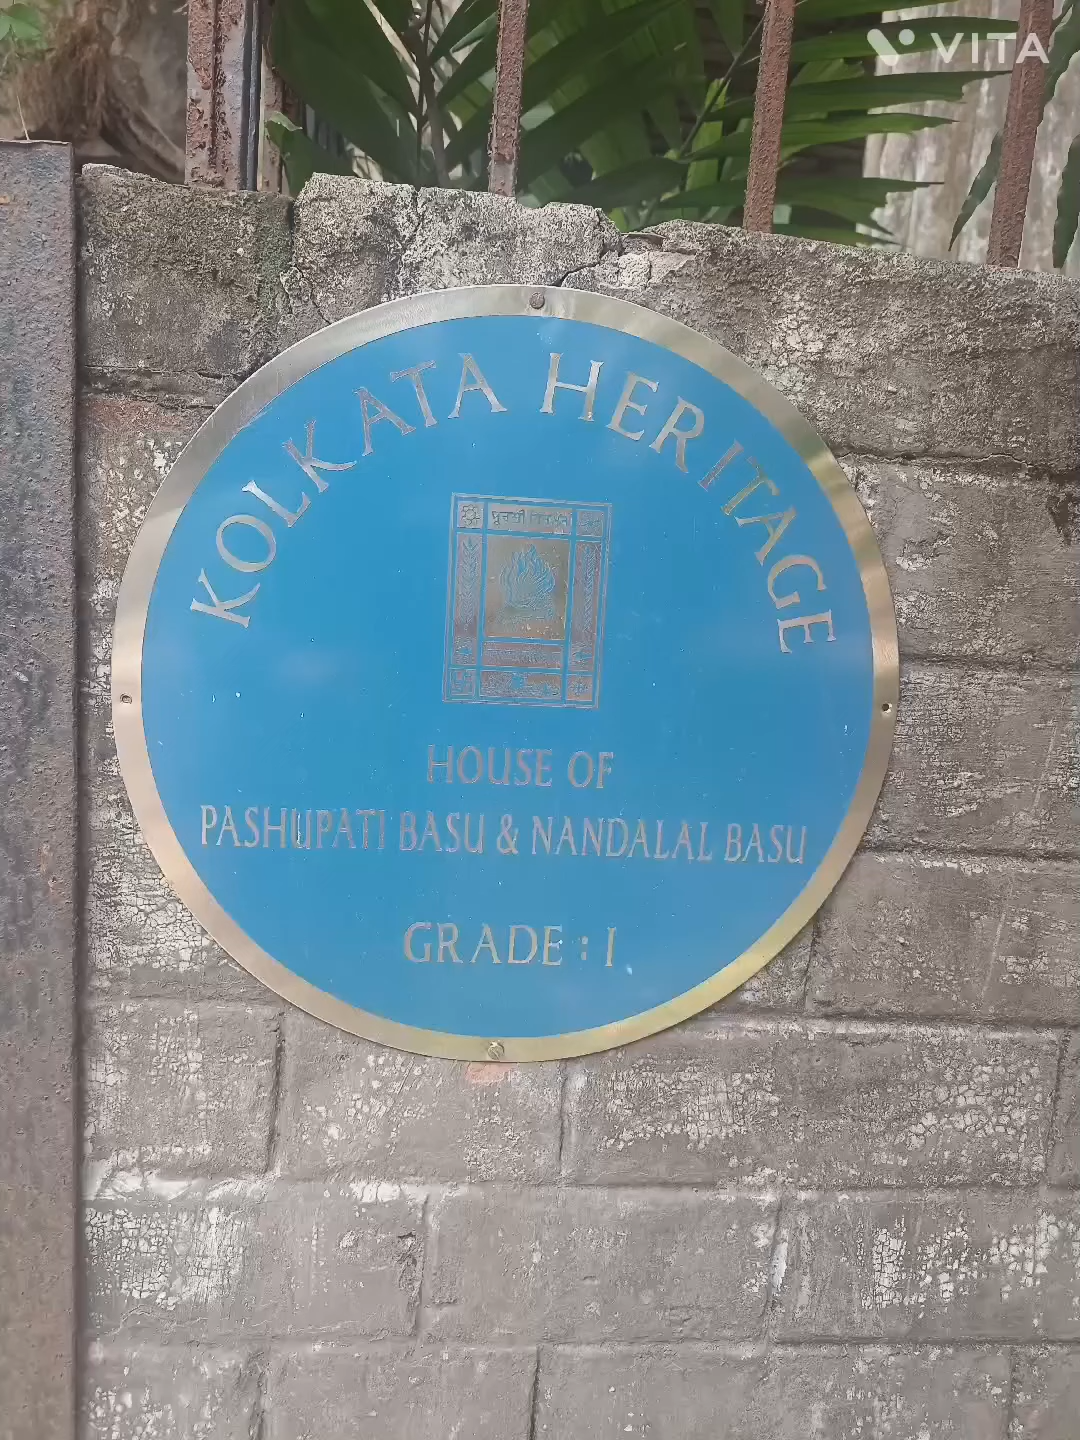 VITA
KOLKATA HERITAGE
HOUSE OF
PASHUPATI BASU & NANDALAL BASU
GRADE : I